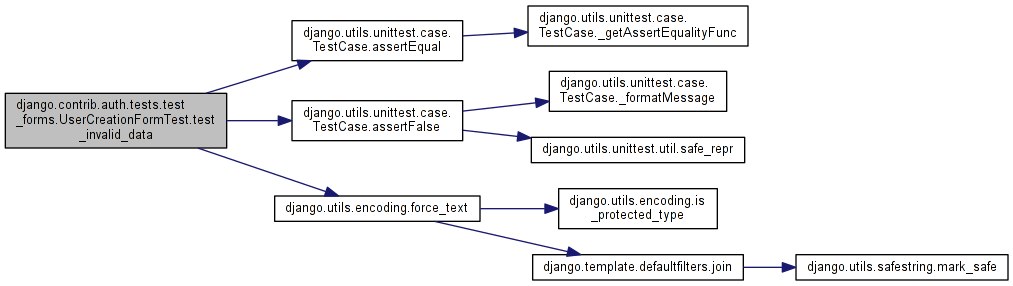 django.utils.unittest.case.
TestCase.assertEqual
django.utils.unittest.case.
TestCase._getAssertEqualityFunc
django.contrib.auth.tests.test
_forms.UserCreationFormTest.test
_invalid_data
django.utils.unittest.case.
TestCase.assertFalse
django.utils.unittest.case.
TestCase._formatMessage
django.utils.unittest.util.safe_repr
django.utils.encoding.force_text
django.utils.encoding.is
_protected_type
django.template.defaultfilters.join
django.utils.safestring.mark_safe